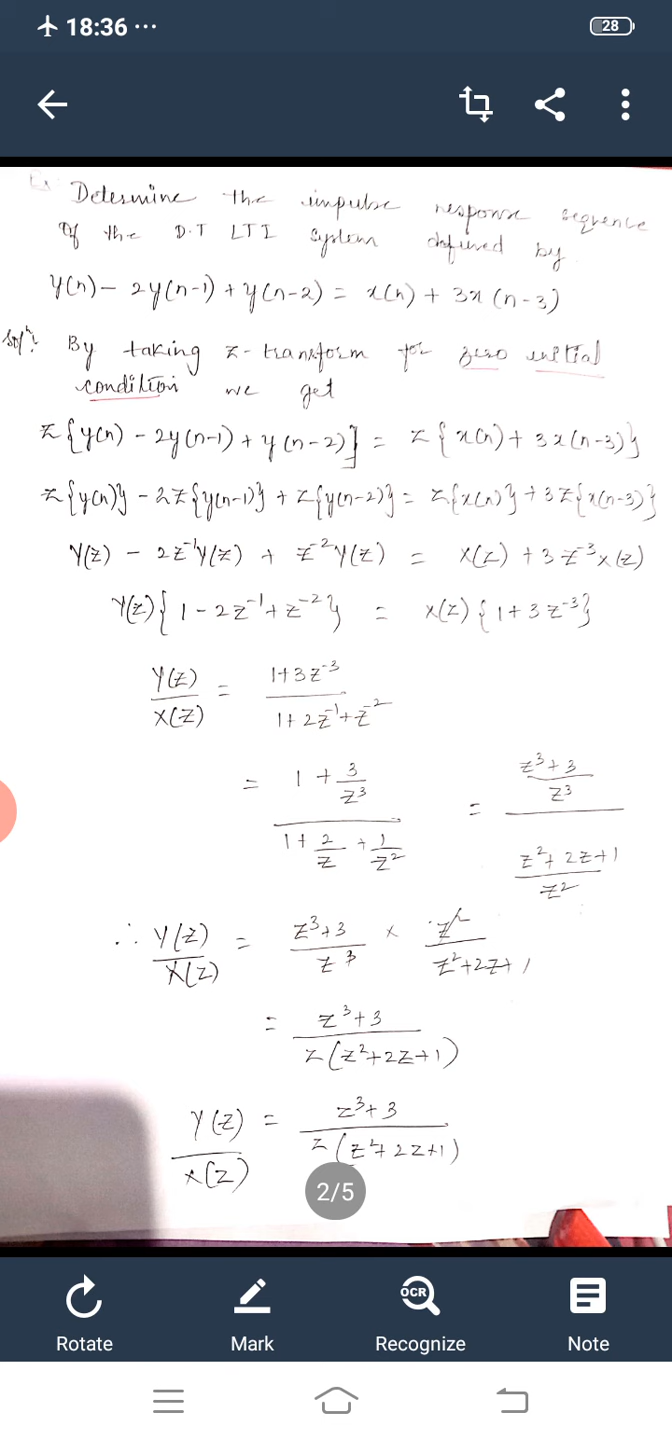 18:36 ...
28
Ex Determine the impulse response sequence
of the D.T LTI system defined by
y(n) - 2y(n-1) + y(n-2) = x(n) + 3x(n-3)
Solⁿ: By taking z-transform for zero initial
condition we get
z{y(n) - 2y(n-1) + y(n-2)] = z{x(n) + 3x(n-3)}
z{y(n)} - 2z{y(n-1)} + z{y(n-2)} = z{x(n)} + 3z{x(n-3)}
Y(z) - 2z⁻¹Y(z) + z⁻²Y(z) = X(z) + 3z⁻³X(z)
Y(z){1 - 2z⁻¹ + z⁻²} = X(z){1 + 3z⁻³}
Y(z)/X(z) = (1+3z⁻³)/(1+2z⁻¹+z⁻²)
= (1 + 3/z³)/(1 + 2/z + 1/z²) = ((z³+3)/z³)/((z²+2z+1)/z²)
∴ Y(z)/X(z) = (z³+3)/z³ × z²/(z²+2z+1)
= (z³+3)/(z(z²+2z+1))
Y(z)/X(z) = (z³+3)/(z(z²+2z+1))
2/5
OCR
Rotate Mark Recognize Note